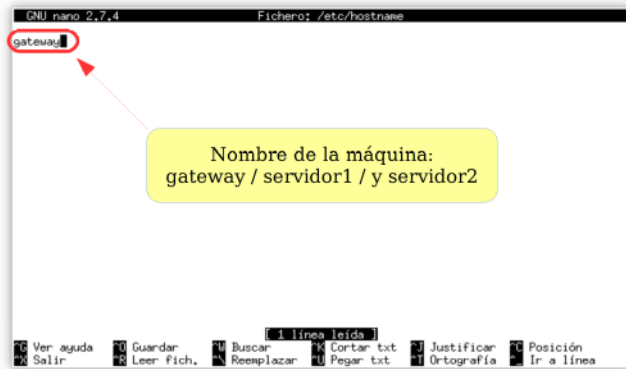 GNU nano 2.7.4 Fichero: /etc/hostname
gateway
Nombre de la máquina:
gateway / servidor1 / y servidor2
[ 1 línea leída ]
^G Ver ayuda ^O Guardar ^W Buscar ^K Cortar txt ^J Justificar ^C Posición
^X Salir ^R Leer fich. ^\ Reemplazar ^U Pegar txt ^T Ortografía ^_ Ir a línea